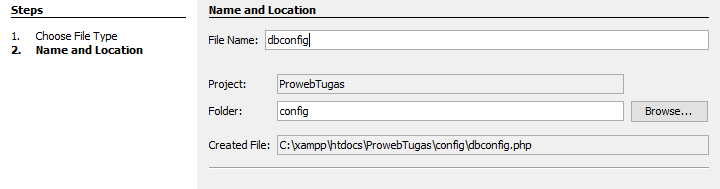 Steps
1. Choose File Type
2. Name and Location
Name and Location
File Name: dbconfig
Project: ProwebTugas
Folder: config Browse...
Created File: C:\xampp\htdocs\ProwebTugas\config\dbconfig.php